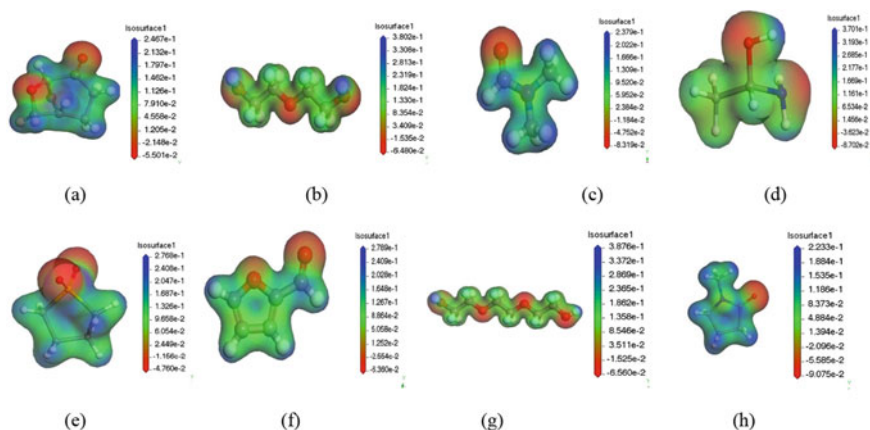 Isosurface1
2.467e-1
2.132e-1
1.797e-1
1.462e-1
1.126e-1
7.910e-2
4.558e-2
1.205e-2
-2.148e-2
-5.501e-2
(a)
Isosurface1
3.802e-1
3.308e-1
2.813e-1
2.319e-1
1.824e-1
1.330e-1
8.354e-2
3.409e-2
-1.535e-2
-6.480e-2
(b)
Isosurface1
2.379e-1
2.022e-1
1.666e-1
1.309e-1
9.520e-2
5.952e-2
2.384e-2
-1.184e-2
-4.752e-2
-8.319e-2
(c)
Isosurface1
3.701e-1
3.193e-1
2.685e-1
2.177e-1
1.669e-1
1.161e-1
6.534e-2
1.456e-2
-3.623e-2
-8.702e-2
(d)
Isosurface1
2.768e-1
2.408e-1
2.047e-1
1.687e-1
1.326e-1
9.658e-2
6.054e-2
2.449e-2
-1.156e-2
-4.760e-2
(e)
Isosurface1
2.789e-1
2.409e-1
2.028e-1
1.647e-1
1.267e-1
8.864e-2
5.058e-2
1.252e-2
-2.554e-2
-6.360e-2
(f)
Isosurface1
3.876e-1
3.372e-1
2.869e-1
2.365e-1
1.862e-1
1.358e-1
8.546e-2
3.511e-2
-1.525e-2
-6.560e-2
(g)
Isosurface1
2.233e-1
1.884e-1
1.535e-1
1.186e-1
8.373e-2
4.884e-2
1.394e-2
-2.096e-2
-5.585e-2
-9.075e-2
(h)